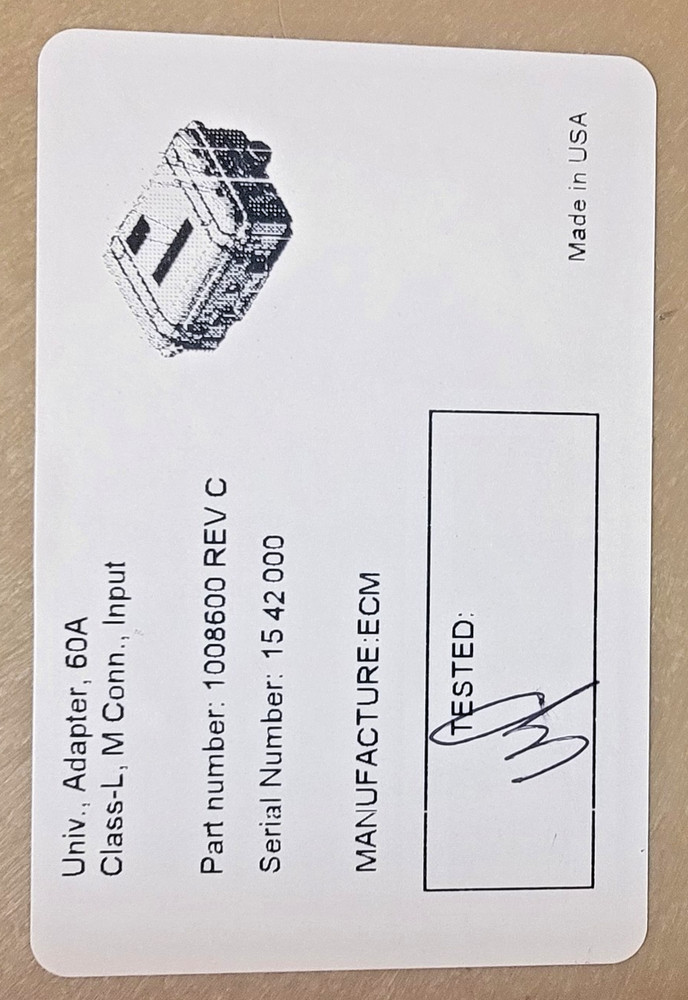 Univ., Adapter, 60A
Class-L, M Conn., Input
Part number: 1008600 REV C
Serial Number: 15 42 000
MANUFACTURE:ECM
TESTED:
Made in USA